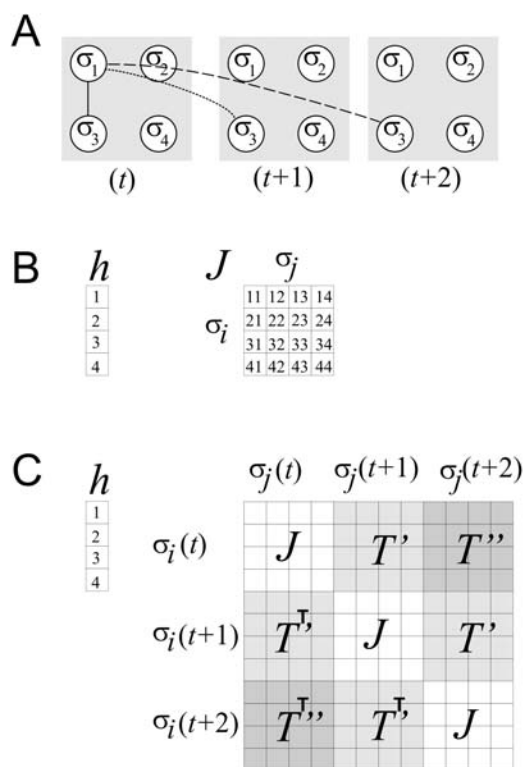 A
σ1 σ2 σ1 σ2 σ1 σ2
σ3 σ4 σ3 σ4 σ3 σ4
(t) (t+1) (t+2)
B
h J σj
1
2
3
4
σi
11 12 13 14
21 22 23 24
31 32 33 34
41 42 43 44
C
h
1
2
3
4
σj(t) σj(t+1) σj(t+2)
σi(t) J T’ T’’
σi(t+1) T’ᵀ J T’
σi(t+2) T’’ᵀ T’ᵀ J